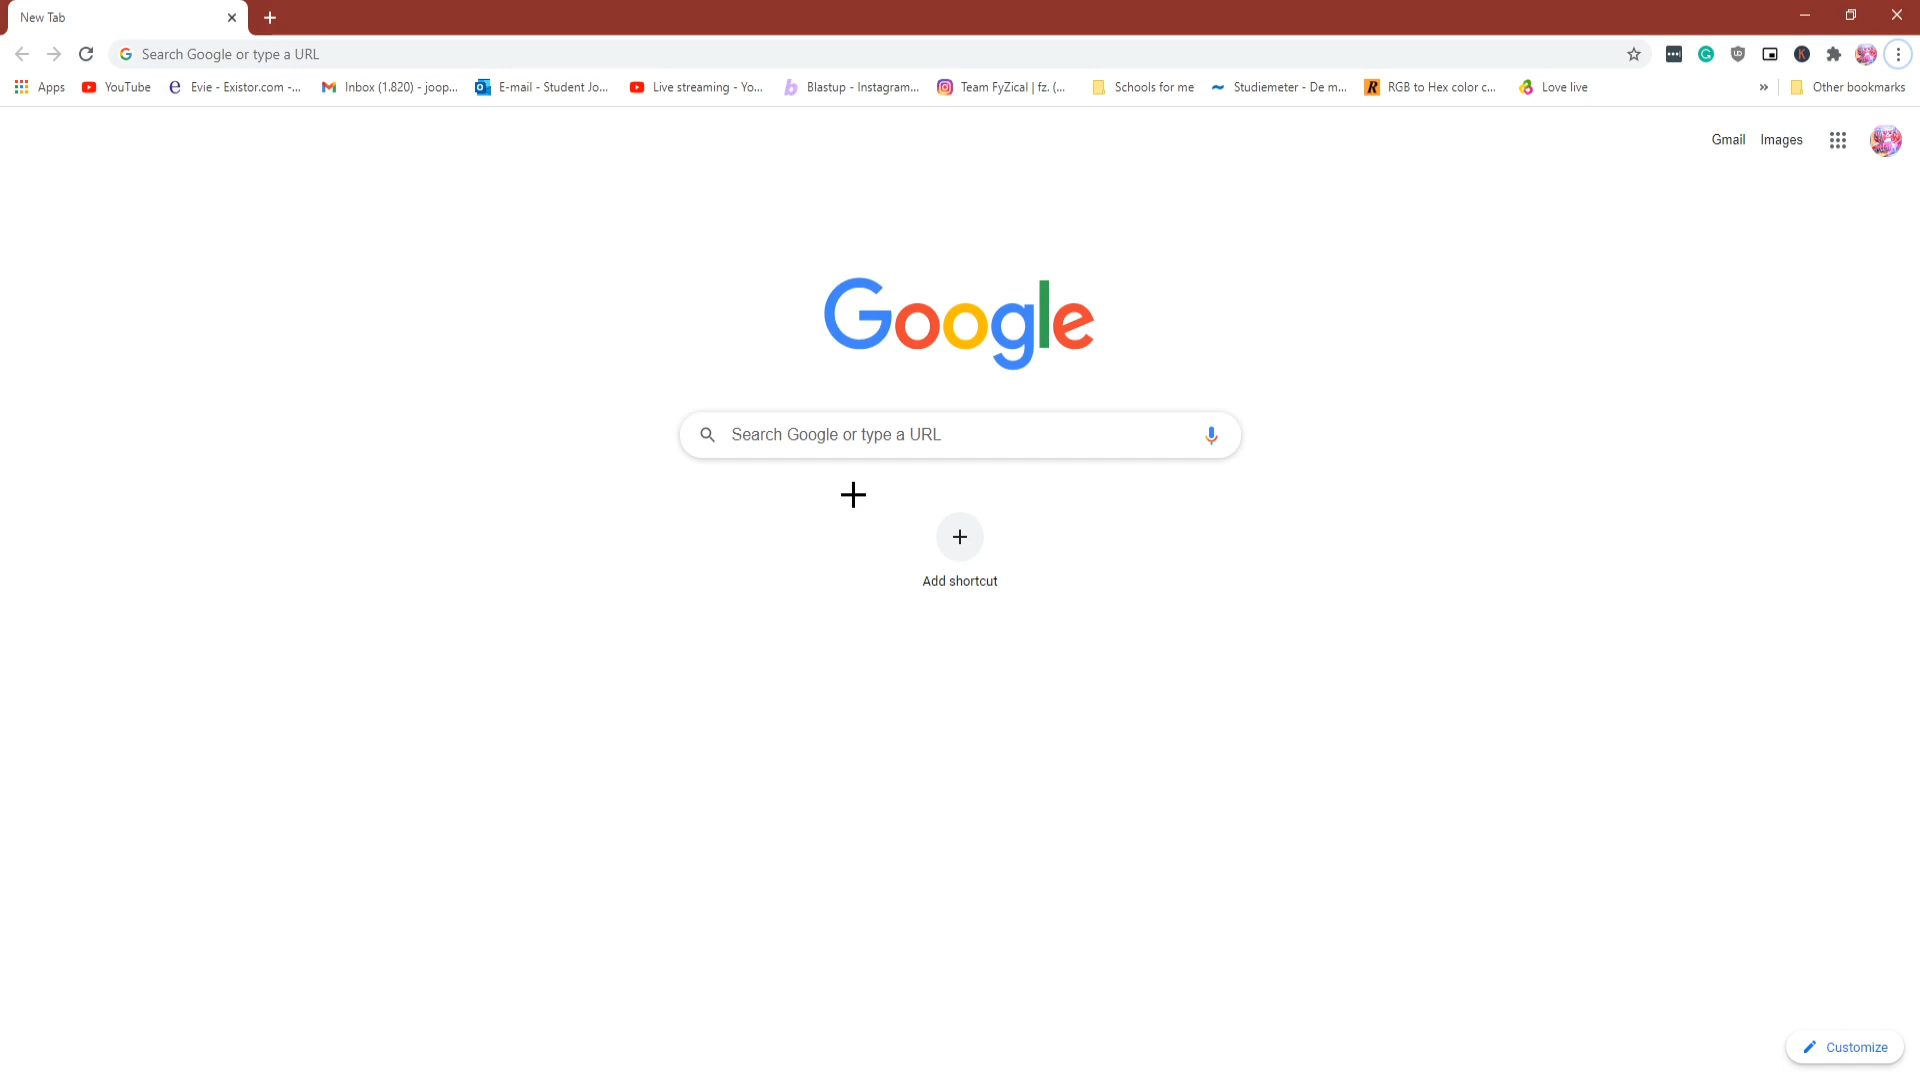 New Tab
Search Google or type a URL
Apps YouTube Evie - Existor.com -... Inbox (1.820) - joop... E-mail - Student Jo... Live streaming - Yo... Blastup - Instagram... Team FyZical | fz. (... Schools for me Studiemeter - De m... RGB to Hex color c... Love live » Other bookmarks
Gmail Images
Google
Search Google or type a URL
Add shortcut
Customize